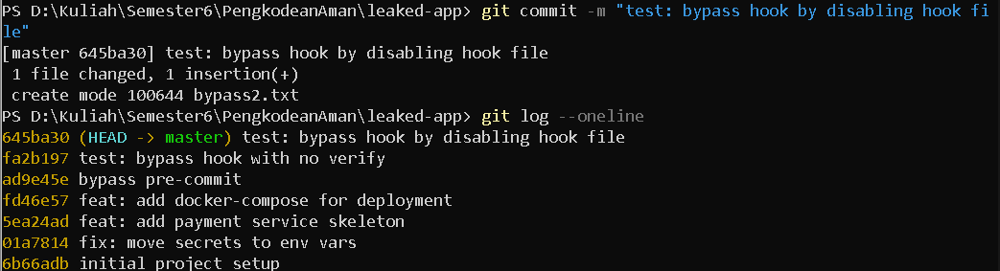 PS D:\Kuliah\Semester6\PengkodeanAman\leaked-app> git commit -m "test: bypass hook by disabling hook fi
le"
[master 645ba30] test: bypass hook by disabling hook file
 1 file changed, 1 insertion(+)
 create mode 100644 bypass2.txt
PS D:\Kuliah\Semester6\PengkodeanAman\leaked-app> git log --oneline
645ba30 (HEAD -> master) test: bypass hook by disabling hook file
fa2b197 test: bypass hook with no verify
ad9e45e bypass pre-commit
fd46e57 feat: add docker-compose for deployment
5ea24ad feat: add payment service skeleton
01a7814 fix: move secrets to env vars
6b66adb initial project setup